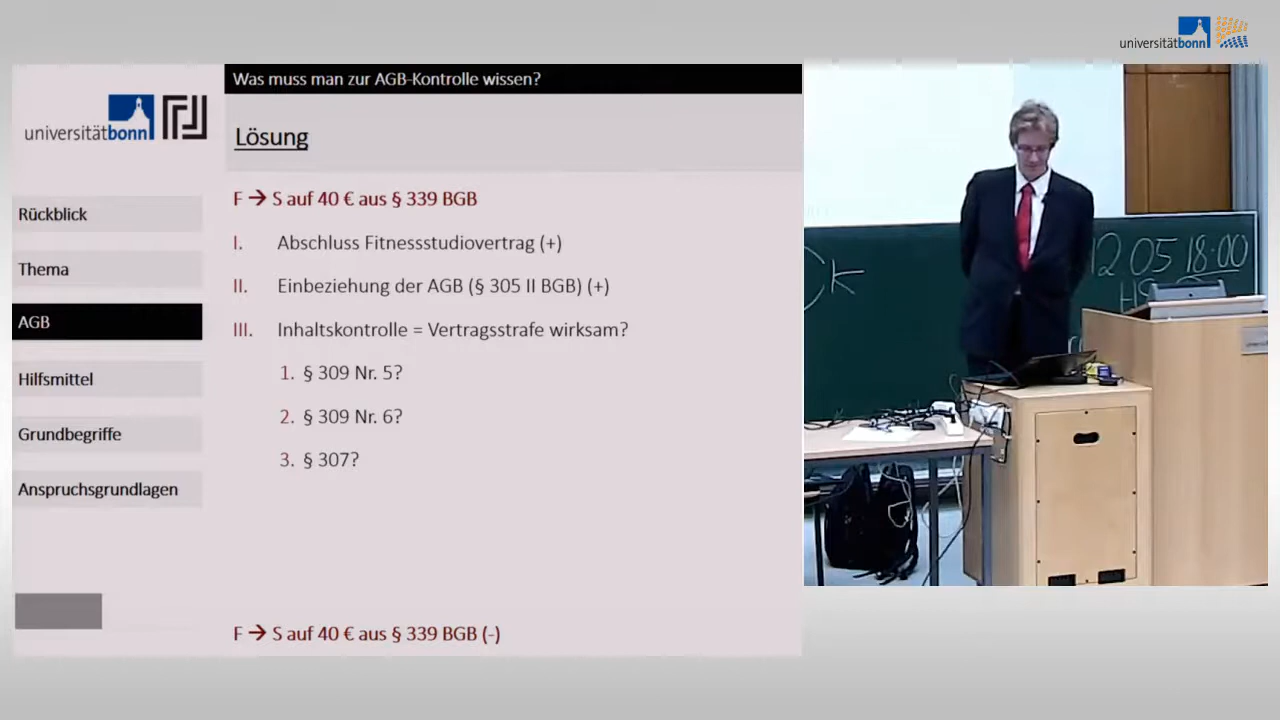 universitätbonn
Was muss man zur AGB-Kontrolle wissen?
universitätbonn
Lösung
Rückblick
Thema
AGB
Hilfsmittel
Grundbegriffe
Anspruchsgrundlagen
F → S auf 40 € aus § 339 BGB
I. Abschluss Fitnessstudiovertrag (+)
II. Einbeziehung der AGB (§ 305 II BGB) (+)
III. Inhaltskontrolle = Vertragsstrafe wirksam?
1. § 309 Nr. 5?
2. § 309 Nr. 6?
3. § 307?
F → S auf 40 € aus § 339 BGB (-)
12 05 18:00